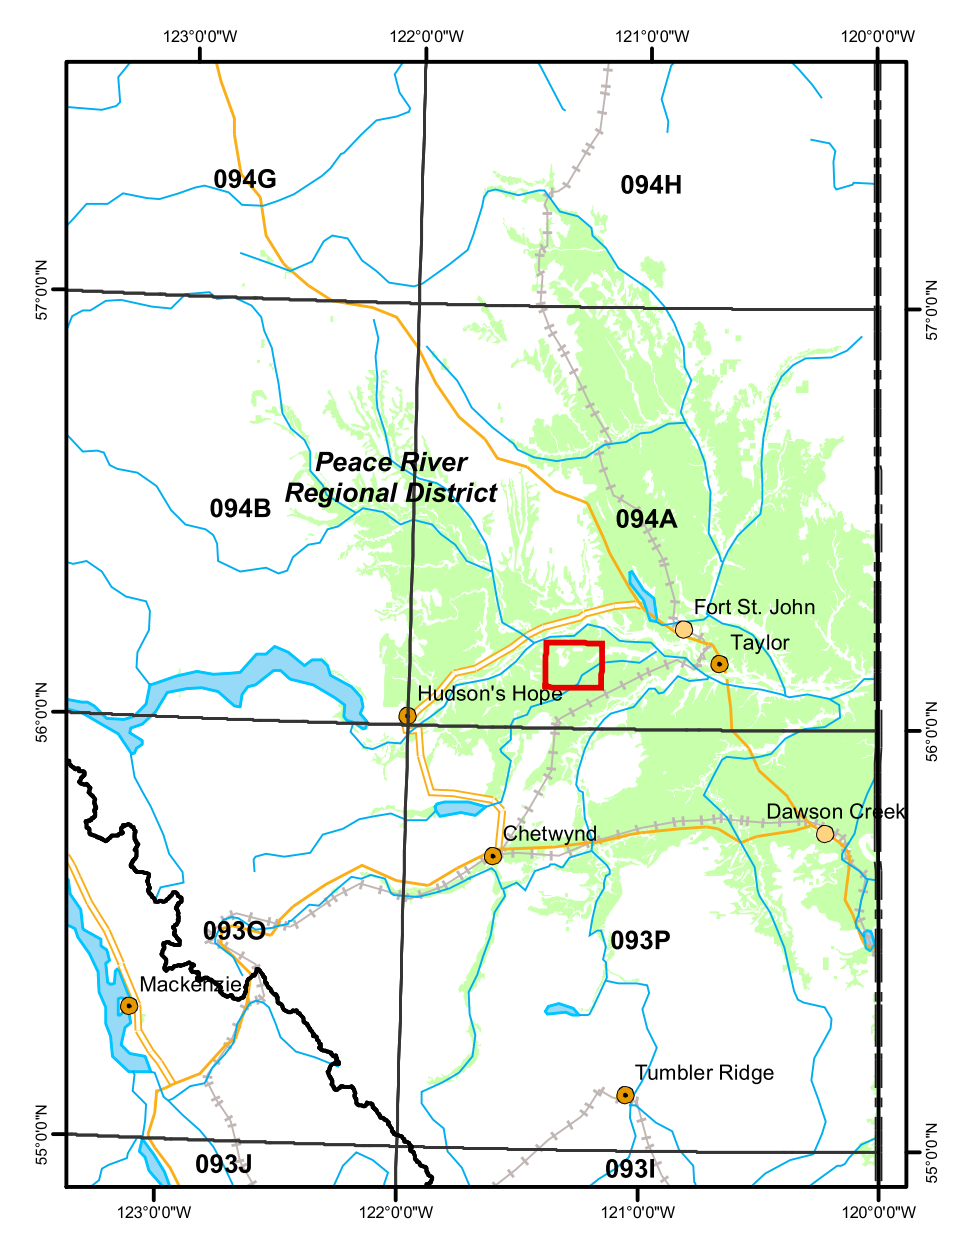 123°0'0"W 122°0'0"W 121°0'0"W 120°0'0"W
094G
094H
57°0'0"N
57°0'0"N
Peace River
Regional District
094B
094A
Fort St. John
Taylor
Hudson's Hope
56°0'0"N
56°0'0"N
Dawson Creek
Chetwynd
093O
093P
Mackenzie
Tumbler Ridge
55°0'0"N
55°0'0"N
093J
093I
123°0'0"W 122°0'0"W 121°0'0"W 120°0'0"W